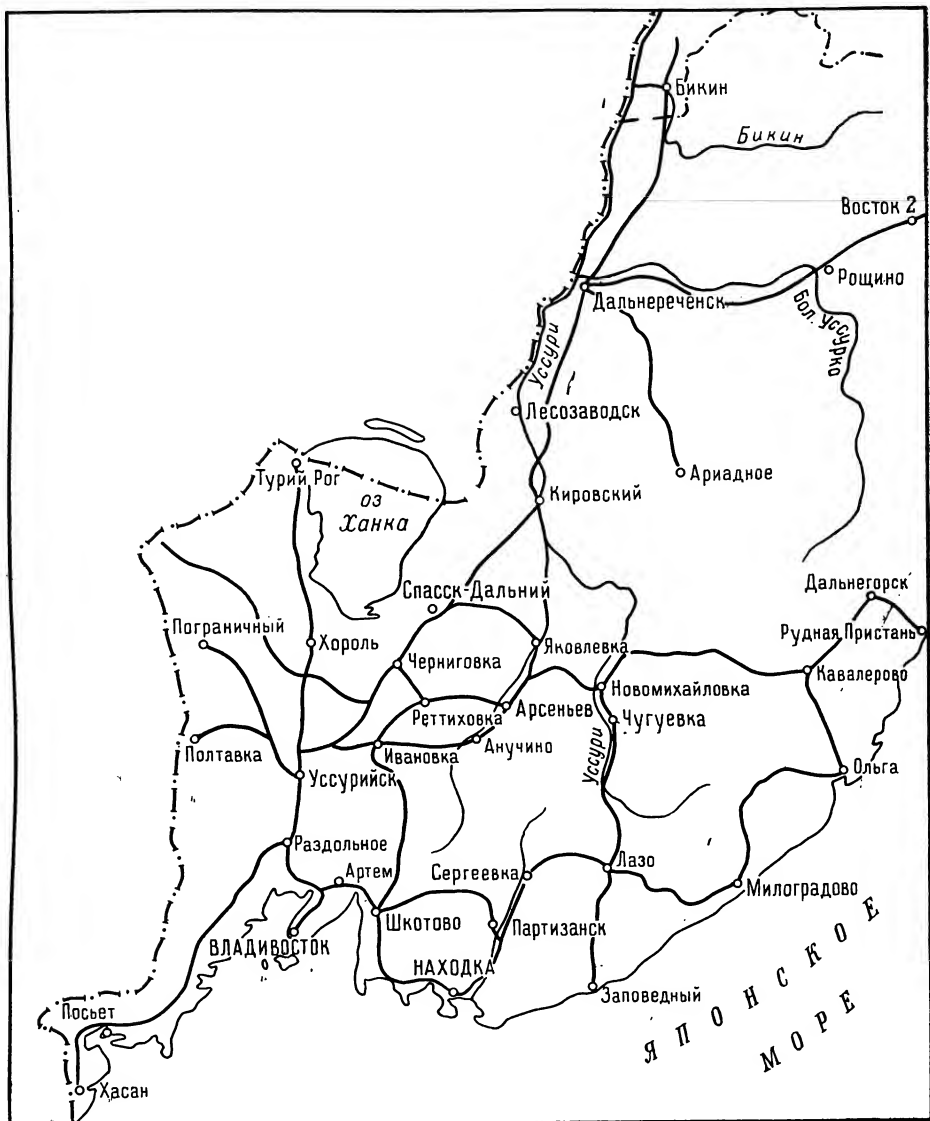 Бикин
Бикин
Восток 2
Рощино
Дальнереченск
Бол. Уссурка
Уссури
Лесозаводск
Ариадное
Турий Рог
оз
Ханка
Кировский
Спасск-Дальний
Дальнегорск
Пограничный
Хороль
Яковлевка
Рудная Пристань
Черниговка
Кавалерово
Новомихайловка
Реттиховка
Арсеньев
Чугуевка
Полтавка
Ивановка
Анучино
Уссури
Ольга
Уссурийск
Раздольное
Артем
Сергеевка
Лазо
Милоградово
Шкотово
Партизанск
ВЛАДИВОСТОК
НАХОДКА
Заповедный
Посьет
Хасан
ЯПОНСКОЕ
МОРЕ